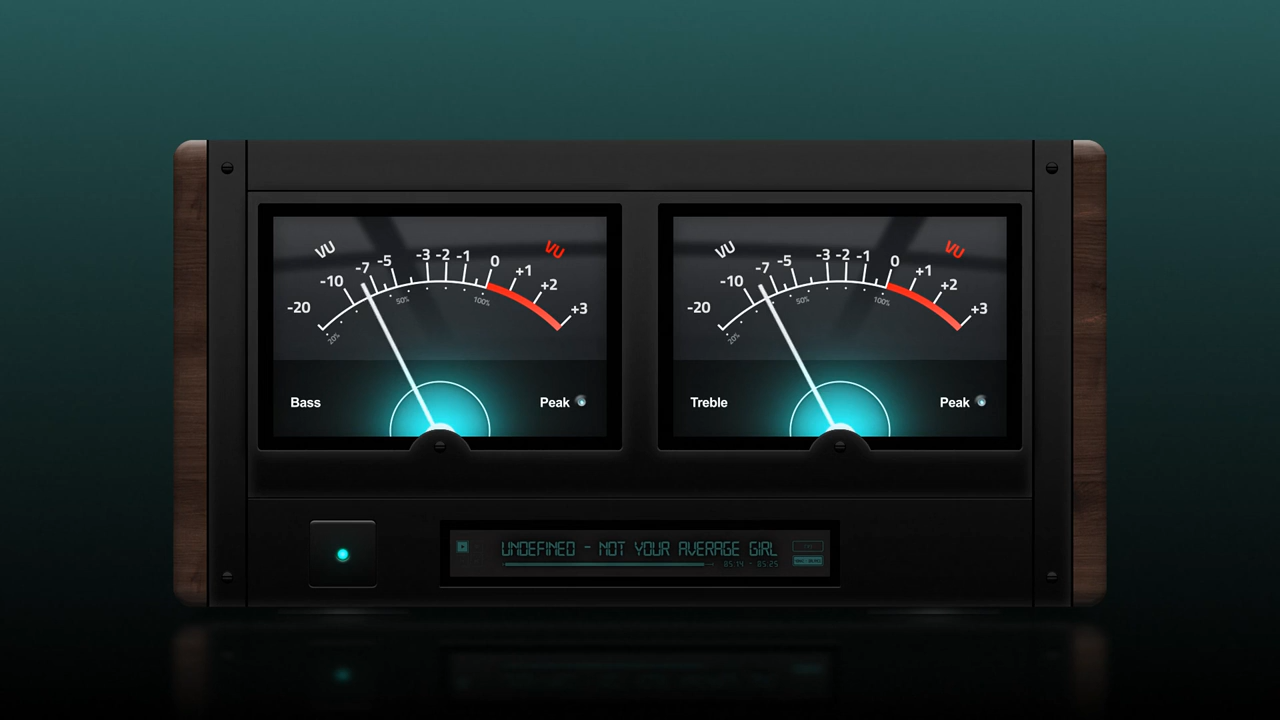 VU VU
-20 -10 -7 -5 -3 -2 -1 0 +1 +2 +3
20% 50% 100%
Bass Peak
VU VU
-20 -10 -7 -5 -3 -2 -1 0 +1 +2 +3
20% 50% 100%
Treble Peak
UNDEFINED - NOT YOUR AVERAGE GIRL
05:14 - 05:25